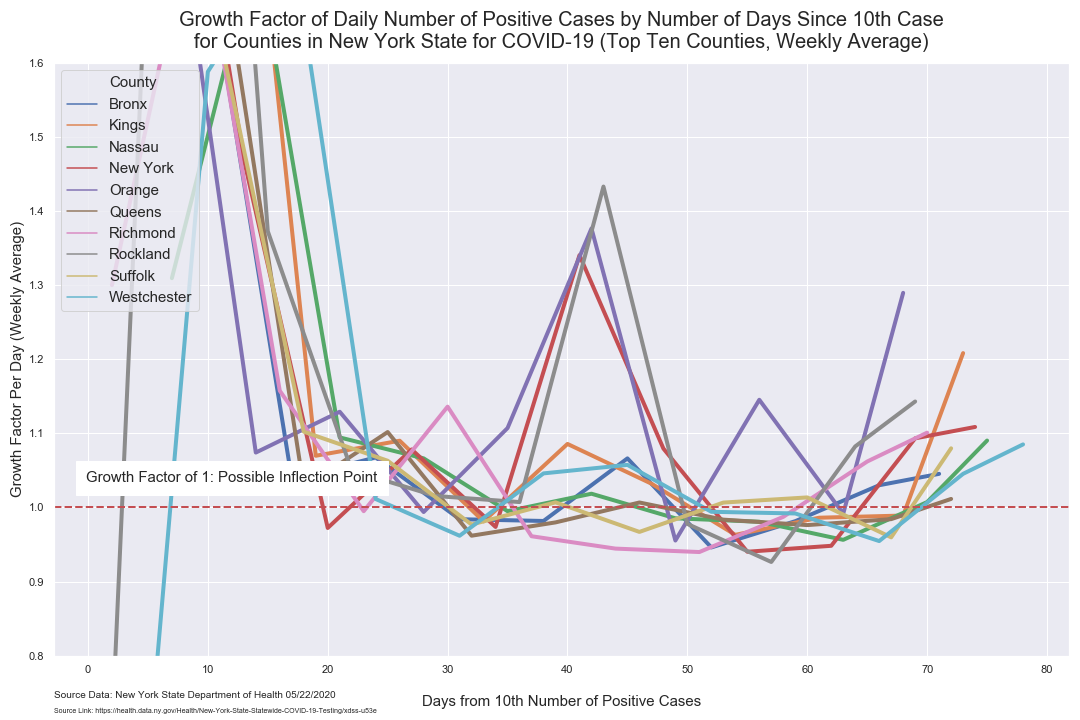 Growth Factor of Daily Number of Positive Cases by Number of Days Since 10th Case
for Counties in New York State for COVID-19 (Top Ten Counties, Weekly Average)
Growth Factor Per Day (Weekly Average)
1.6
1.5
1.4
1.3
1.2
1.1
1.0
0.9
0.8
County
Bronx
Kings
Nassau
New York
Orange
Queens
Richmond
Rockland
Suffolk
Westchester
Growth Factor of 1: Possible Inflection Point
0 10 20 30 40 50 60 70 80
Days from 10th Number of Positive Cases
Source Data: New York State Department of Health 05/22/2020
Source Link: https://health.data.ny.gov/Health/New-York-State-Statewide-COVID-19-Testing/xdss-u53e